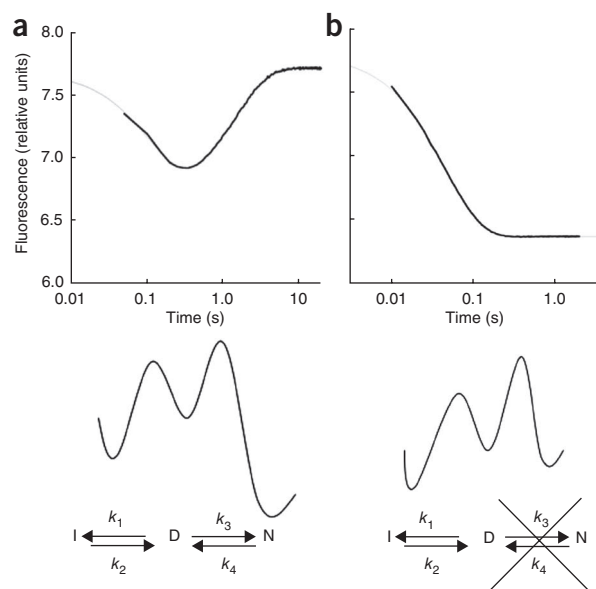 a
b
Fluorescence (relative units)
8.0
7.5
7.0
6.5
6.0
0.01 0.1 1.0 10
Time (s)
0.01 0.1 1.0
Time (s)
k1 k3
I D N
k2 k4
k1 k3
I D N
k2 k4